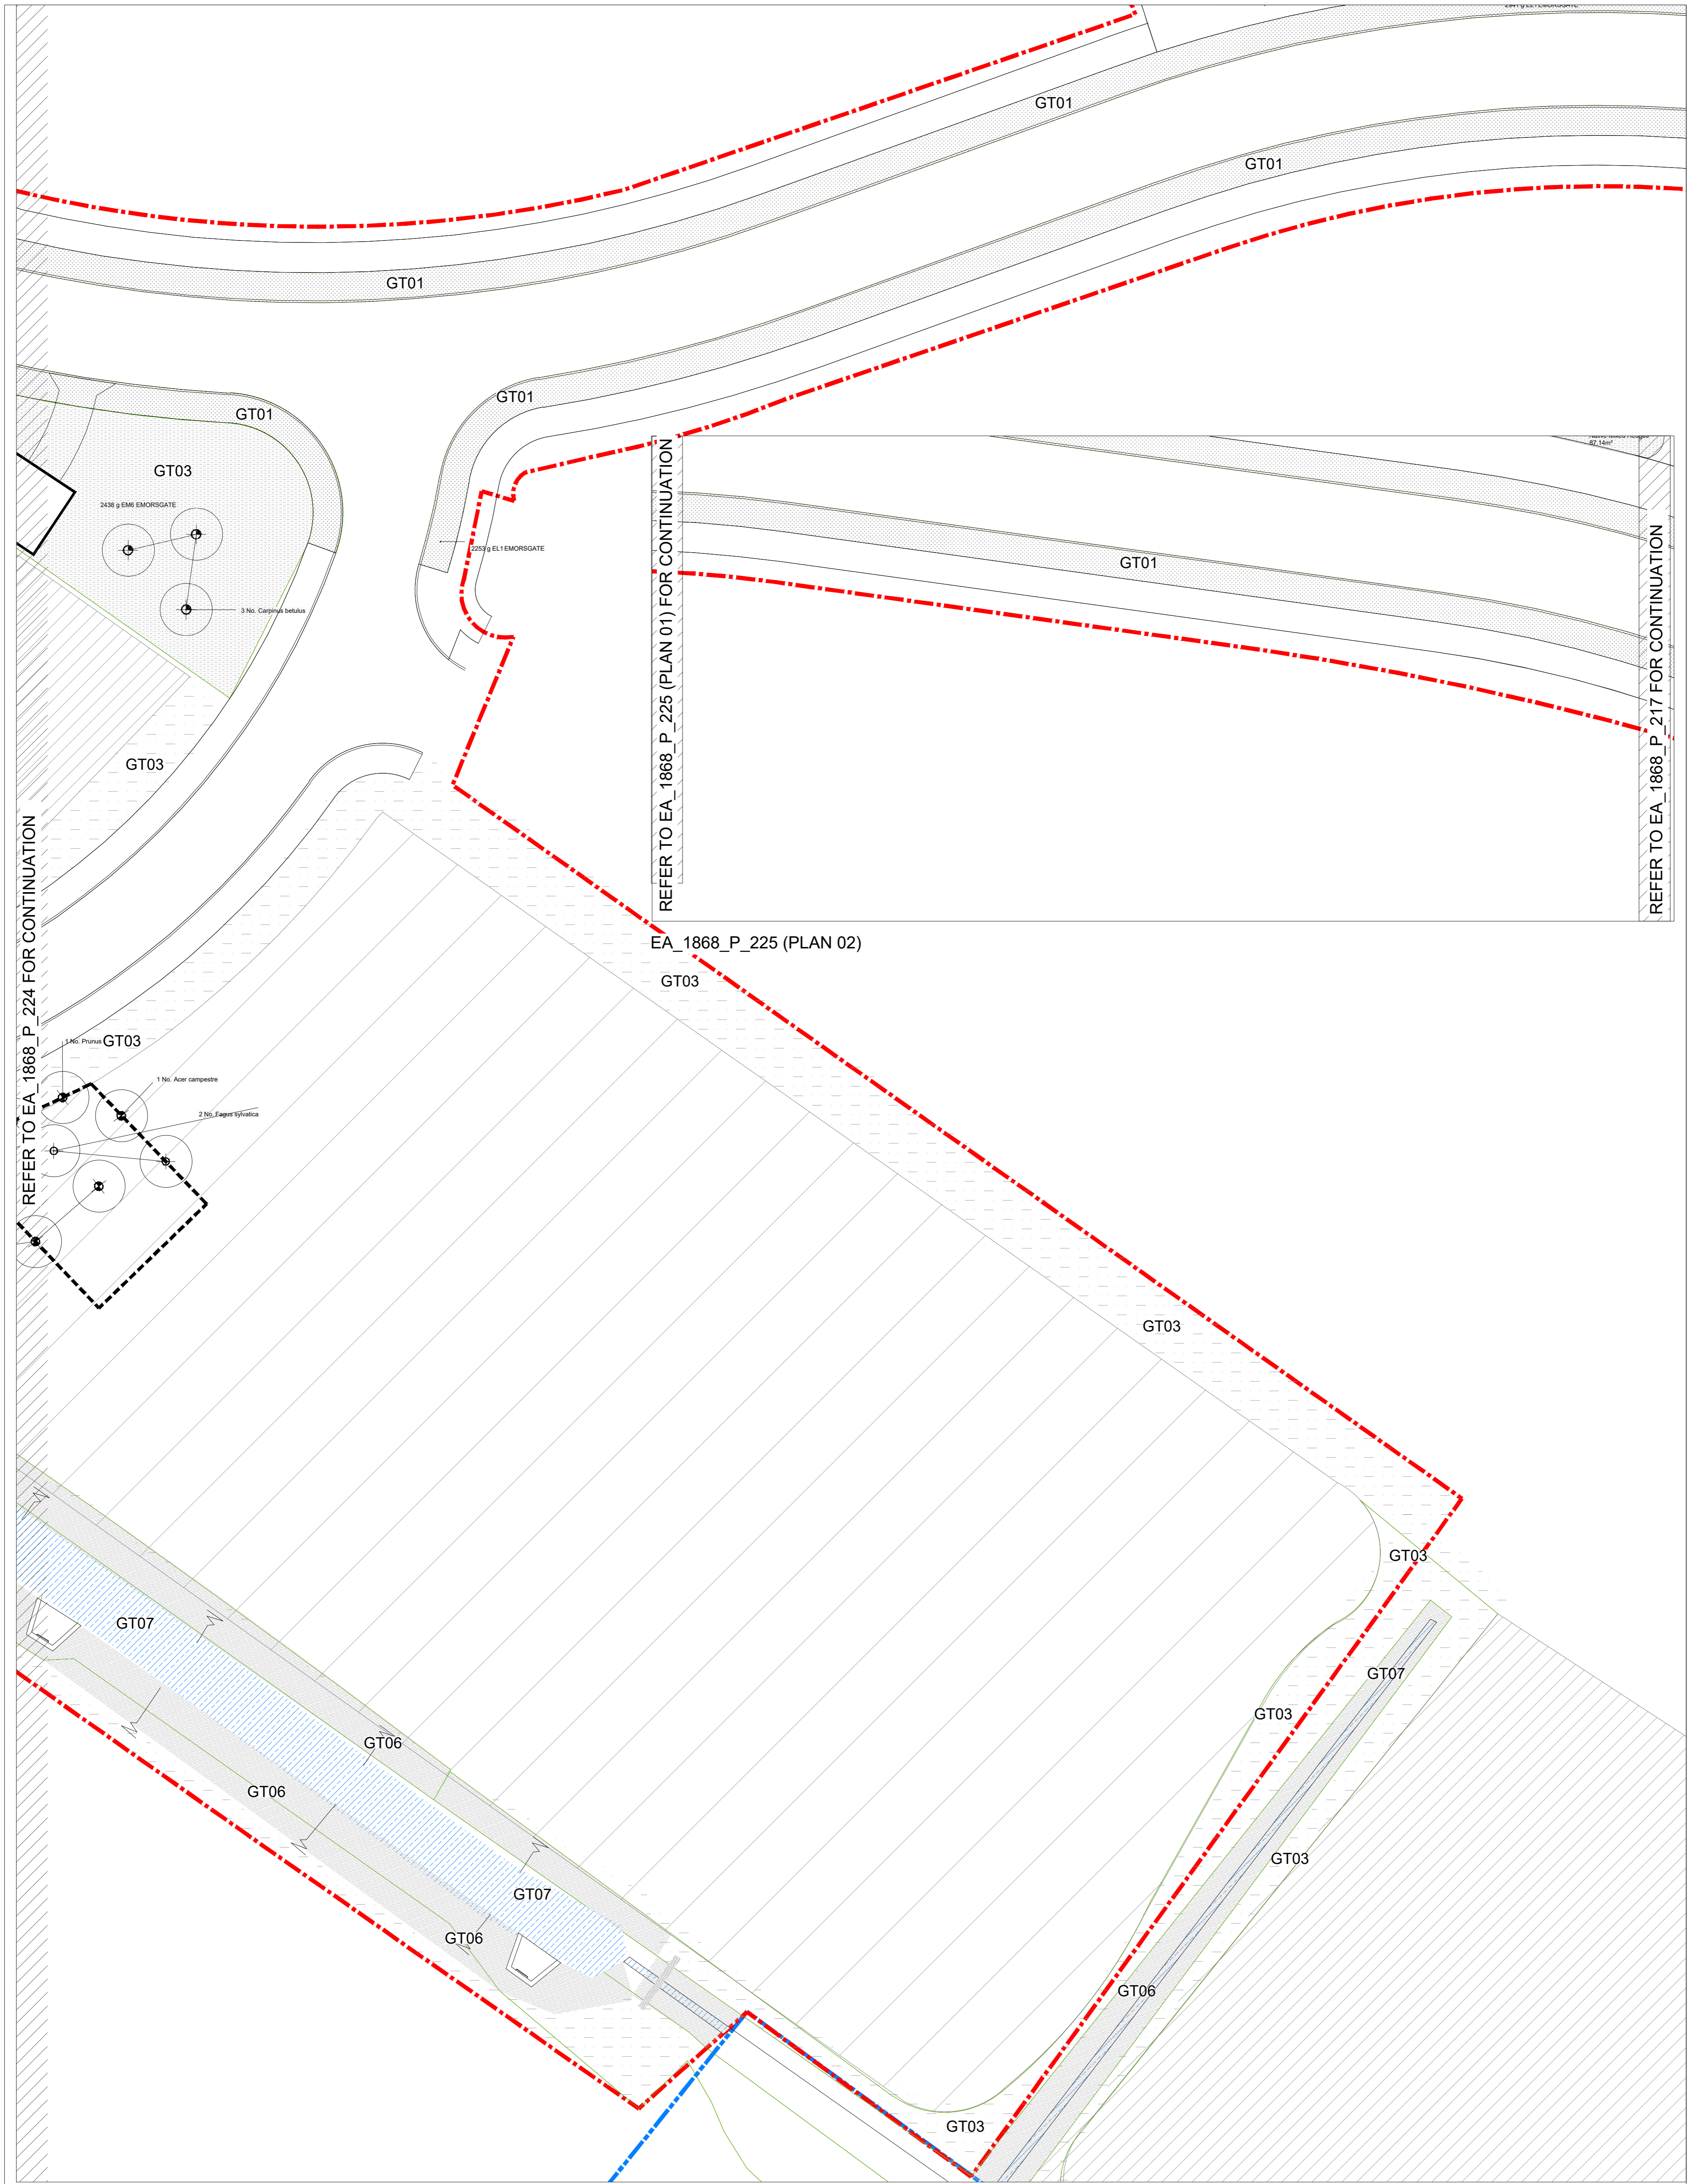 GT01
GT01
GT01
GT01
GT01
GT03
2438 g EM6 EMORSGATE
2253 g EL1 EMORSGATE
3 No. Carpinus betulus
GT03
REFER TO EA_1868_P_224 FOR CONTINUATION
REFER TO EA_1868_P_225 (PLAN 01) FOR CONTINUATION
87.14m²
GT01
REFER TO EA_1868_P_217 FOR CONTINUATION
EA_1868_P_225 (PLAN 02)
GT03
1 No. Prunus
GT03
1 No. Acer campestre
2 No. Fagus sylvatica
GT03
GT03
GT07
GT07
GT03
GT06
GT06
GT03
GT07
GT06
GT06
GT03